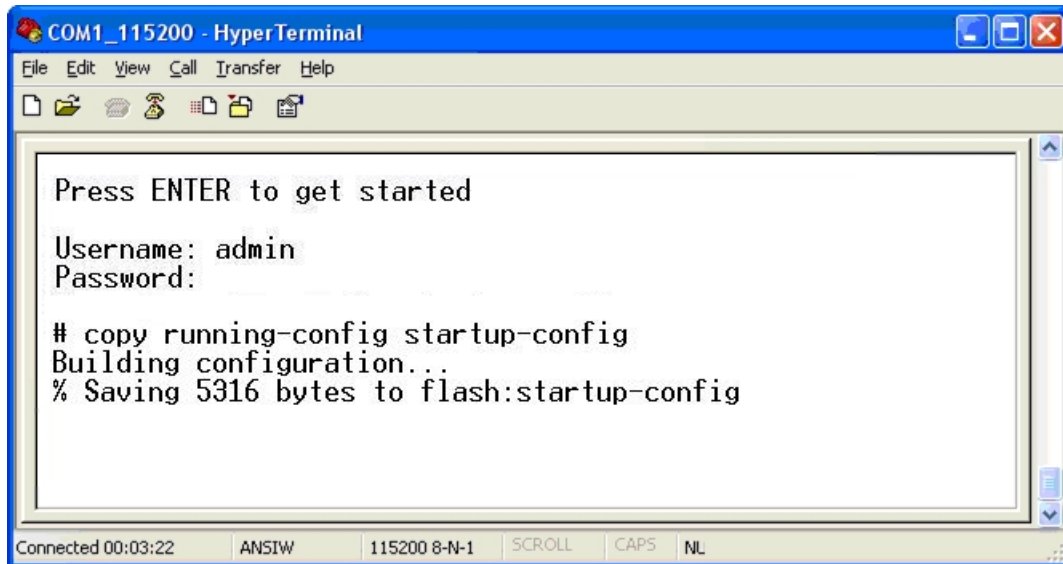 COM1_115200 - HyperTerminal
File Edit View Call Transfer Help
Press ENTER to get started
Username: admin
Password:
# copy running-config startup-config
Building configuration...
% Saving 5316 bytes to flash:startup-config
Connected 00:03:22 ANSIW 115200 8-N-1 SCROLL CAPS NU